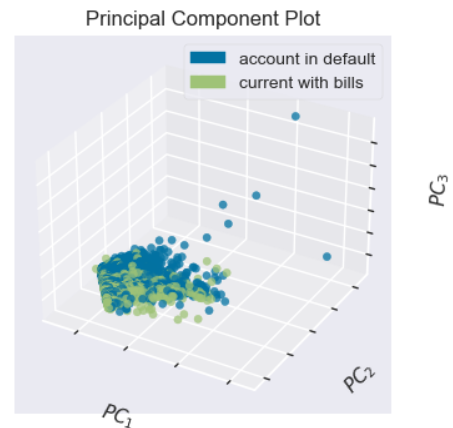 Principal Component Plot
account in default
current with bills
PC₃
PC₂
PC₁